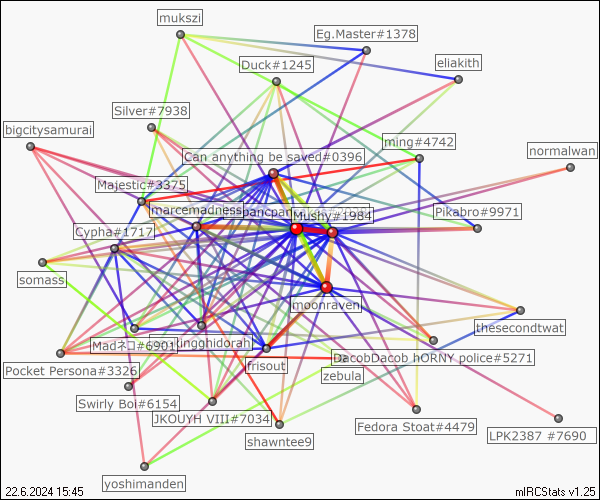 mukszi
Eg.Master#1378
Duck#1245
eliakith
Silver#7938
bigcitysamurai
ming#4742
normalwan
Can anything be saved#0396
Majestic#3375
marcemadness
Mushy#1984
Pikabro#9971
Cypha#1717
somass
moonraven
thesecondtwat
Madネコ#6901
frisout
DacobDacob
hORNY police#5271
Pocket Persona#3326
zebula
Swirly Boi#6154
JKOUYH VIII#7034
Fedora Stoat#4479
LPK2387 #7690
shawntee9
yoshimanden
22.6.2024 15:45
mIRCStats v1.25